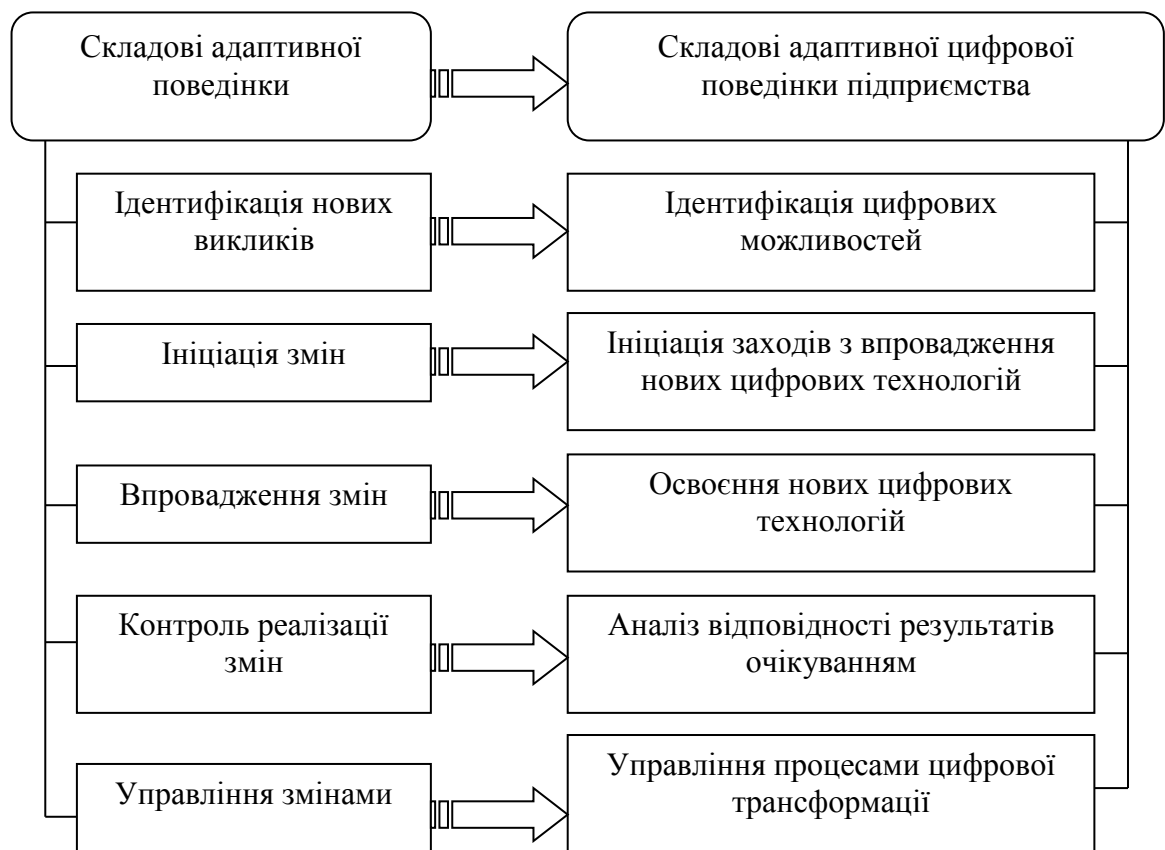 Складові адаптивної
поведінки
Складові адаптивної цифрової
поведінки підприємства
Ідентифікація нових
викликів
Ідентифікація цифрових
можливостей
Ініціація змін
Ініціація заходів з впровадження
нових цифрових технологій
Впровадження змін
Освоєння нових цифрових
технологій
Контроль реалізації
змін
Аналіз відповідності результатів
очікуванням
Управління змінами
Управління процесами цифрової
трансформації